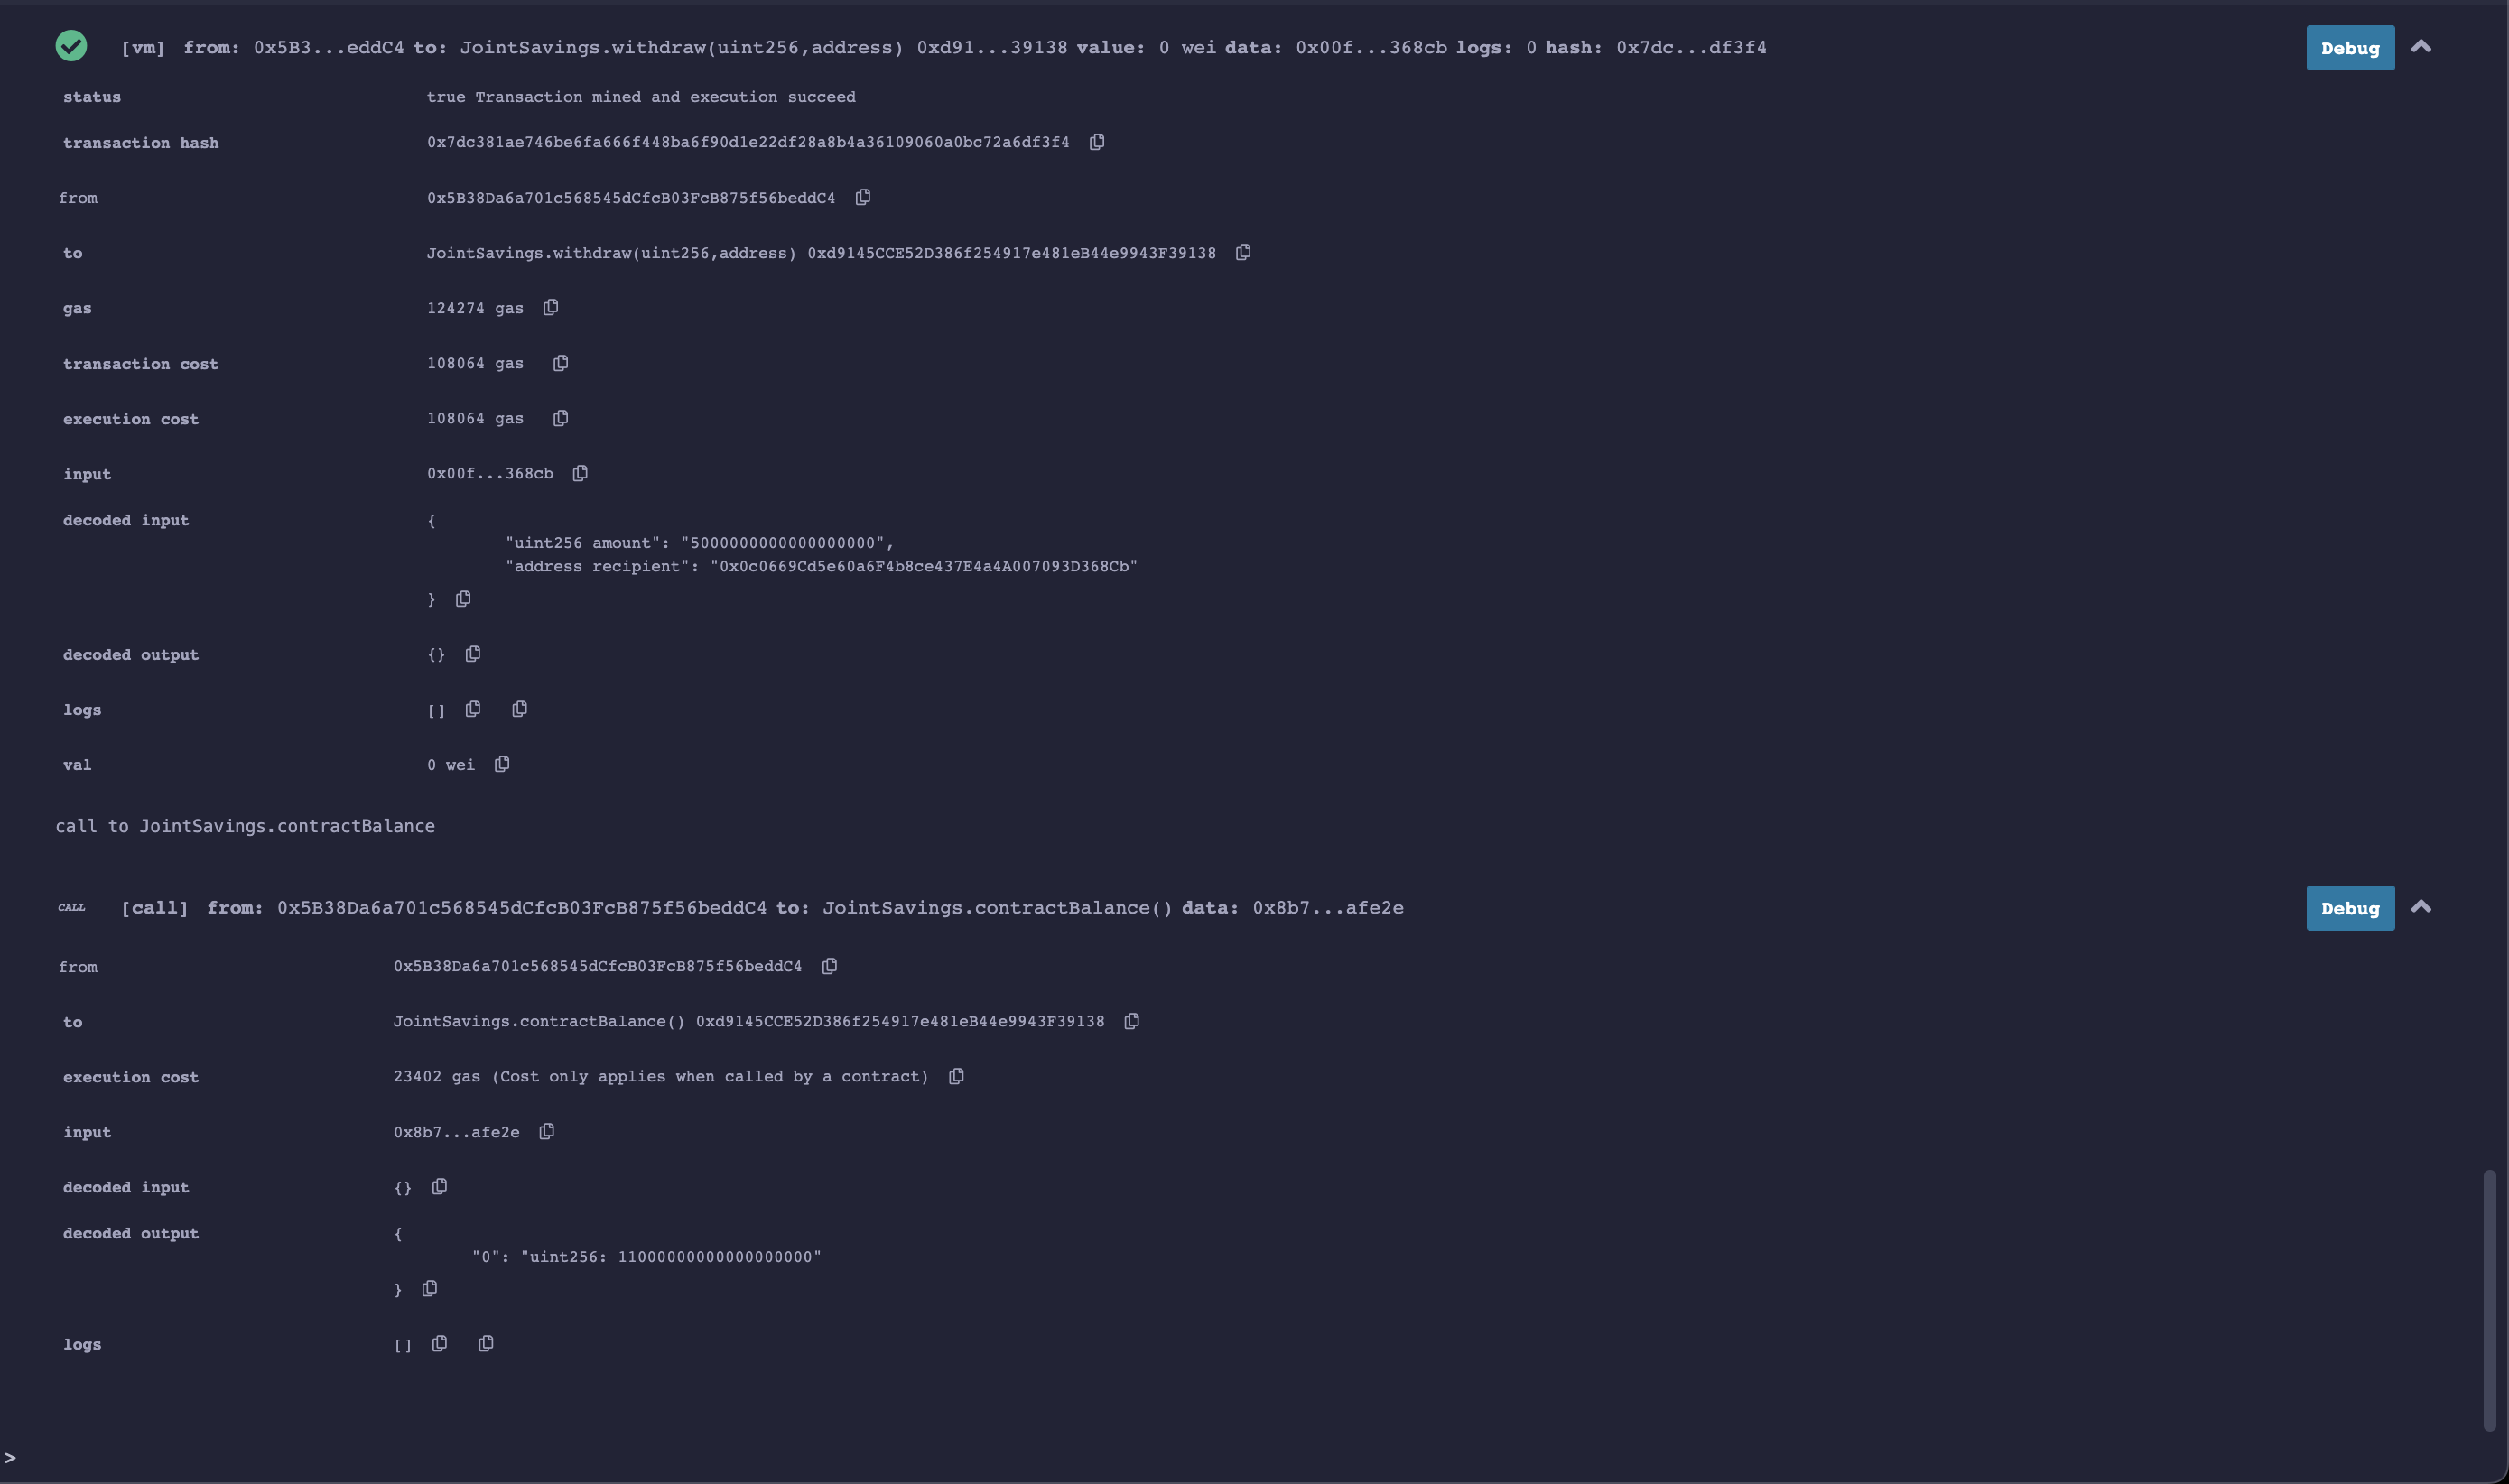 [vm] from: 0x5B3...eddC4 to: JointSavings.withdraw(uint256,address) 0xd91...39138 value: 0 wei data: 0x00f...368cb logs: 0 hash: 0x7dc...df3f4 Debug
status true Transaction mined and execution succeed
transaction hash 0x7dc381ae746be6fa666f448ba6f90d1e22df28a8b4a36109060a0bc72a6df3f4
from 0x5B38Da6a701c568545dCfcB03FcB875f56beddC4
to JointSavings.withdraw(uint256,address) 0xd9145CCE52D386f254917e481eB44e9943F39138
gas 124274 gas
transaction cost 108064 gas
execution cost 108064 gas
input 0x00f...368cb
decoded input {
"uint256 amount": "5000000000000000000",
"address recipient": "0x0c0669Cd5e60a6F4b8ce437E4a4A007093D368Cb"
}
decoded output {}
logs []
val 0 wei
call to JointSavings.contractBalance
CALL [call] from: 0x5B38Da6a701c568545dCfcB03FcB875f56beddC4 to: JointSavings.contractBalance() data: 0x8b7...afe2e Debug
from 0x5B38Da6a701c568545dCfcB03FcB875f56beddC4
to JointSavings.contractBalance() 0xd9145CCE52D386f254917e481eB44e9943F39138
execution cost 23402 gas (Cost only applies when called by a contract)
input 0x8b7...afe2e
decoded input {}
decoded output {
"0": "uint256: 11000000000000000000"
}
logs []
>